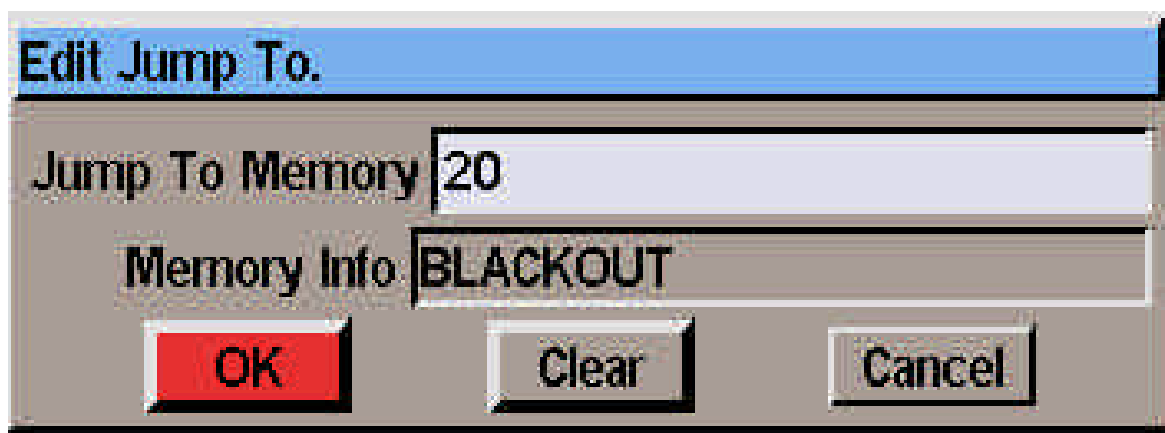 Edit Jump To.
Jump To Memory 20
Memory Info BLACKOUT
OK Clear Cancel